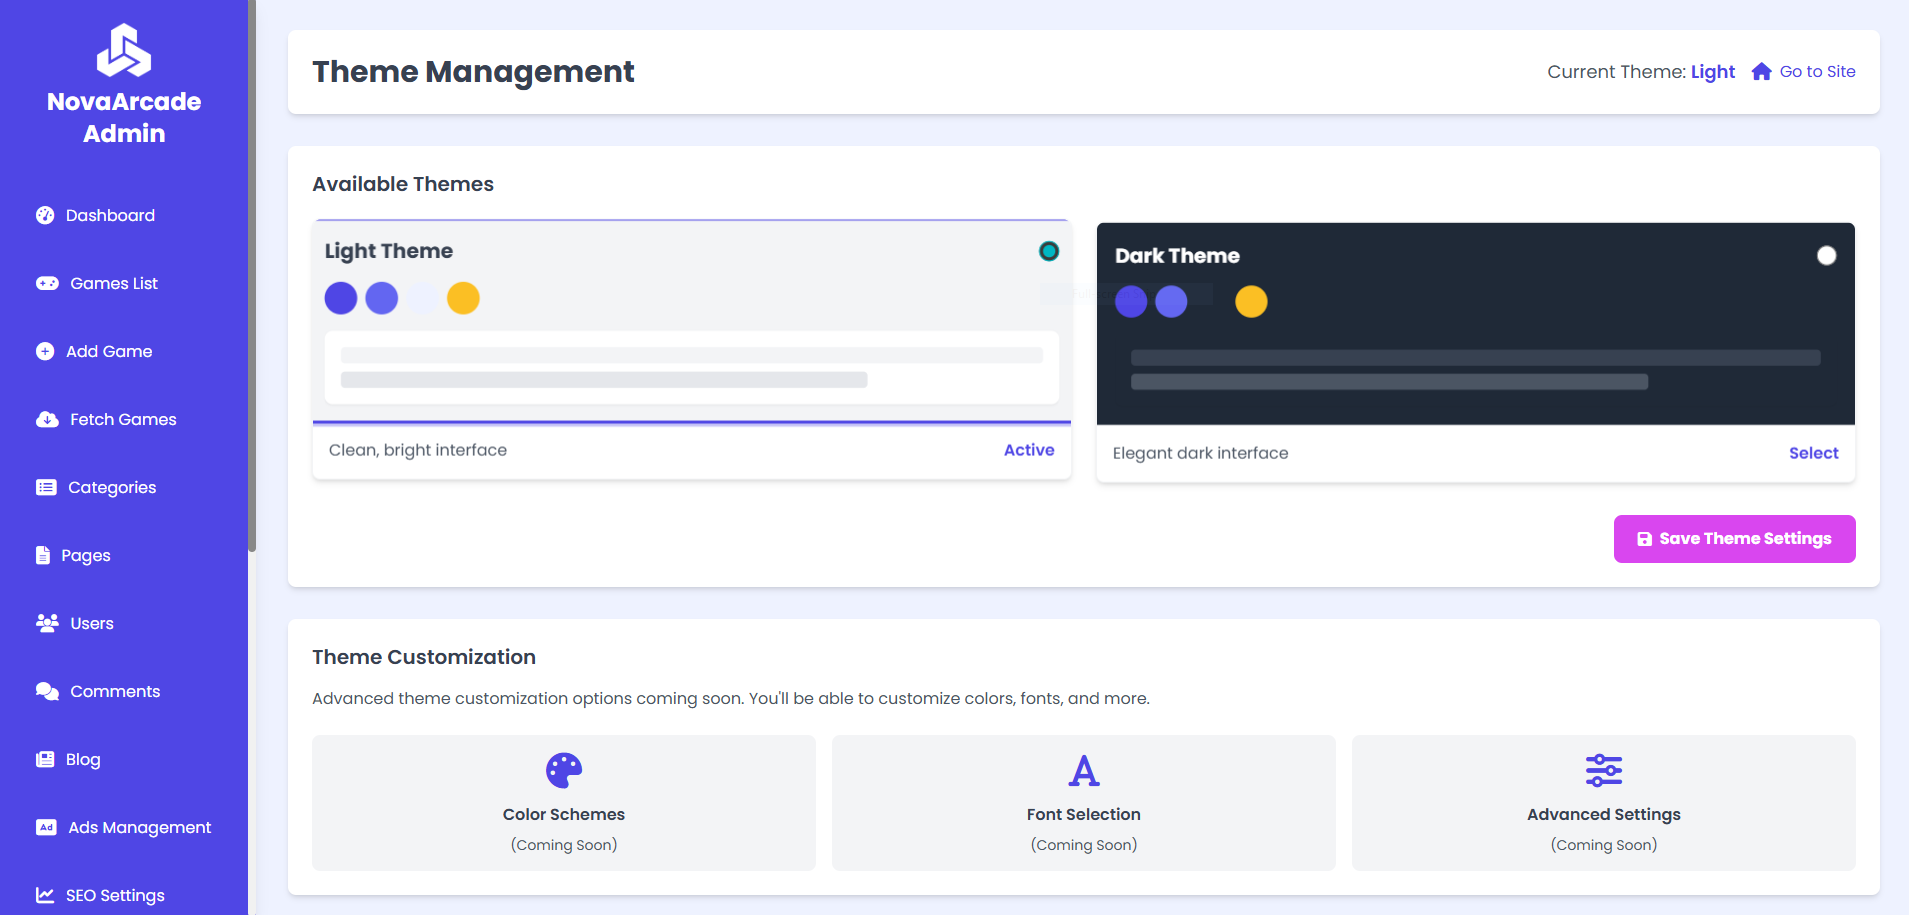 NovaArcade
Admin
Dashboard
Games List
Add Game
Fetch Games
Categories
Pages
Users
Comments
Blog
Ad
Ads Management
SEO Settings
Theme Management
Current Theme: Light
Go to Site
Available Themes
Light Theme
Clean, bright interface
Active
Dark Theme
Elegant dark interface
Select
Save Theme Settings
Theme Customization
Advanced theme customization options coming soon. You'll be able to customize colors, fonts, and more.
Color Schemes
(Coming Soon)
Font Selection
(Coming Soon)
Advanced Settings
(Coming Soon)